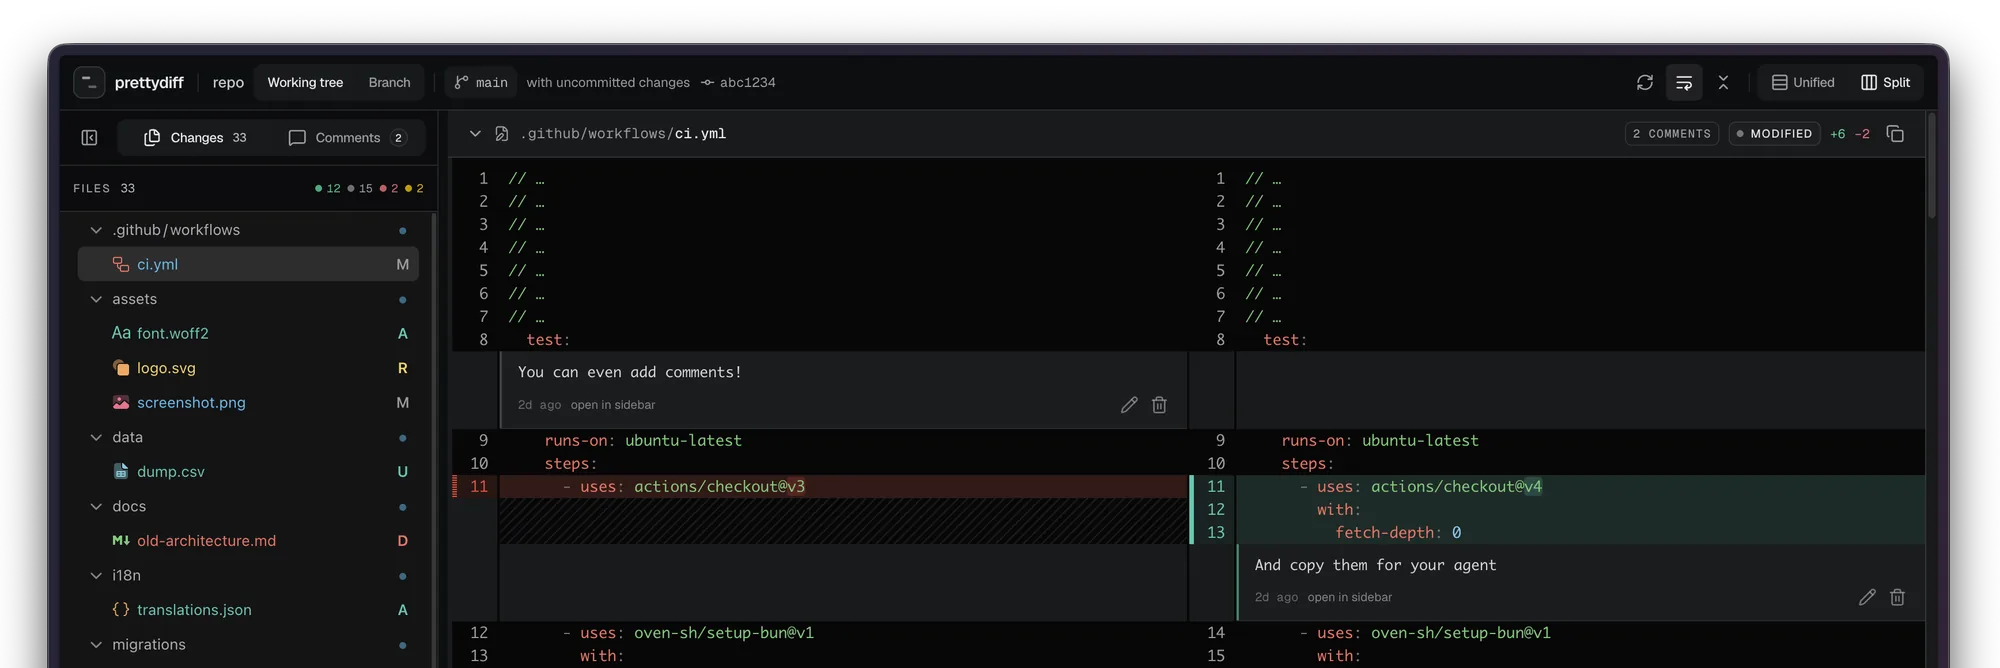 prettydiff repo Working tree Branch main with uncommitted changes abc1234 Unified Split
Changes 33 Comments 2
FILES 33 12 15 2 2
.github/workflows
ci.yml M
assets
Aa font.woff2 A
logo.svg R
screenshot.png M
data
dump.csv U
docs
M↓ old-architecture.md D
i18n
{} translations.json A
migrations
.github/workflows/ci.yml 2 COMMENTS MODIFIED +6 -2
1 // …
2 // …
3 // …
4 // …
5 // …
6 // …
7 // …
8 test:
You can even add comments!
2d ago open in sidebar
9 runs-on: ubuntu-latest
10 steps:
11 - uses: actions/checkout@v3
12 - uses: oven-sh/setup-bun@v1
13 with:
1 // …
2 // …
3 // …
4 // …
5 // …
6 // …
7 // …
8 test:
9 runs-on: ubuntu-latest
10 steps:
11 - uses: actions/checkout@v4
12 with:
13 fetch-depth: 0
And copy them for your agent
2d ago open in sidebar
14 - uses: oven-sh/setup-bun@v1
15 with: